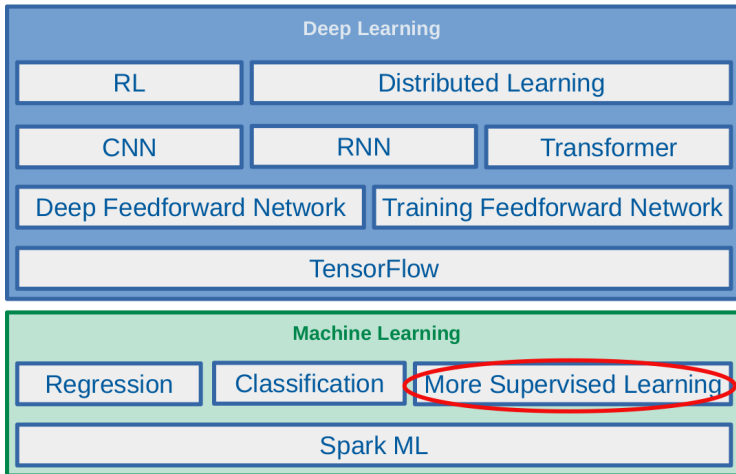 Deep Learning
RL
Distributed Learning
CNN
RNN
Transformer
Deep Feedforward Network
Training Feedforward Network
TensorFlow
Machine Learning
Regression
Classification
More Supervised Learning
Spark ML